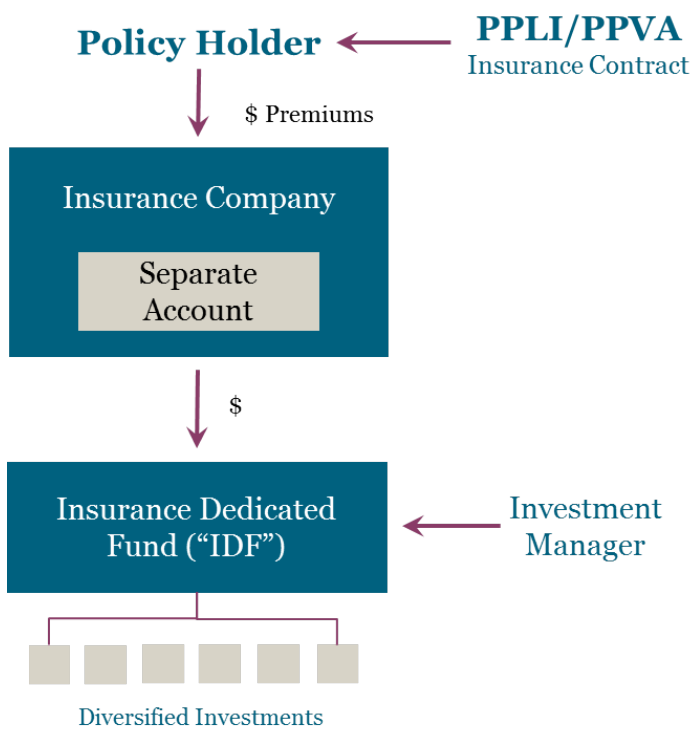 Policy Holder
PPLI/PPVA
Insurance Contract
$ Premiums
Insurance Company
Separate
Account
$
Insurance Dedicated
Fund (“IDF”)
Investment
Manager
Diversified Investments